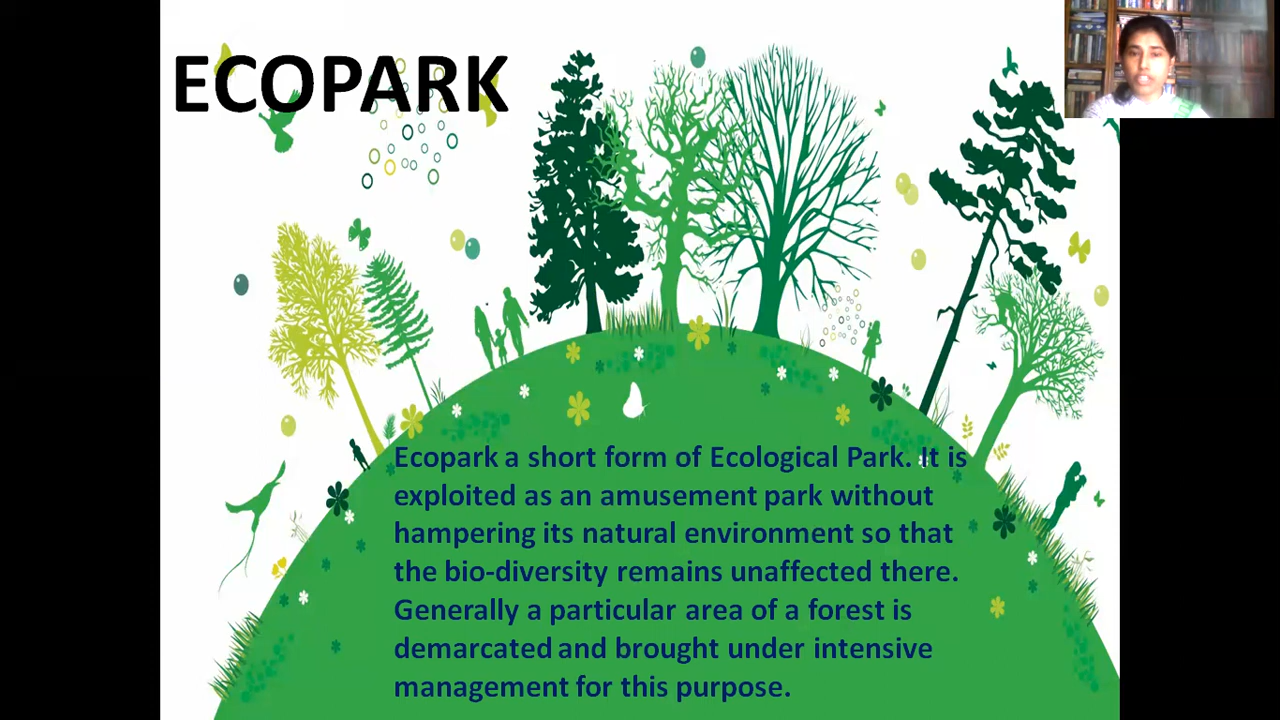 ECOPARK
Ecopark a short form of Ecological Park. It is
exploited as an amusement park without
hampering its natural environment so that
the bio-diversity remains unaffected there.
Generally a particular area of a forest is
demarcated and brought under intensive
management for this purpose.